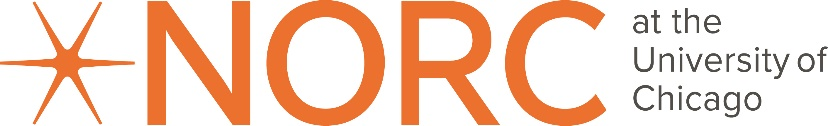 NORC
at the
University of
Chicago